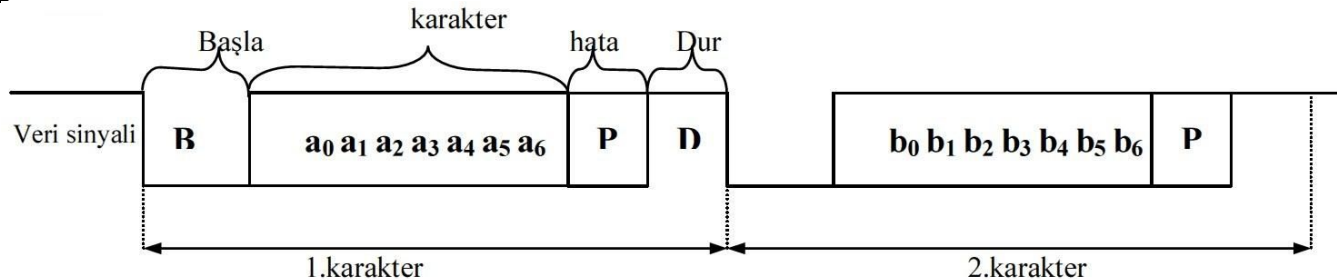 karakter
Başla hata Dur
Veri sinyali B a₀ a₁ a₂ a₃ a₄ a₅ a₆ P D b₀ b₁ b₂ b₃ b₄ b₅ b₆ P
1.karakter 2.karakter